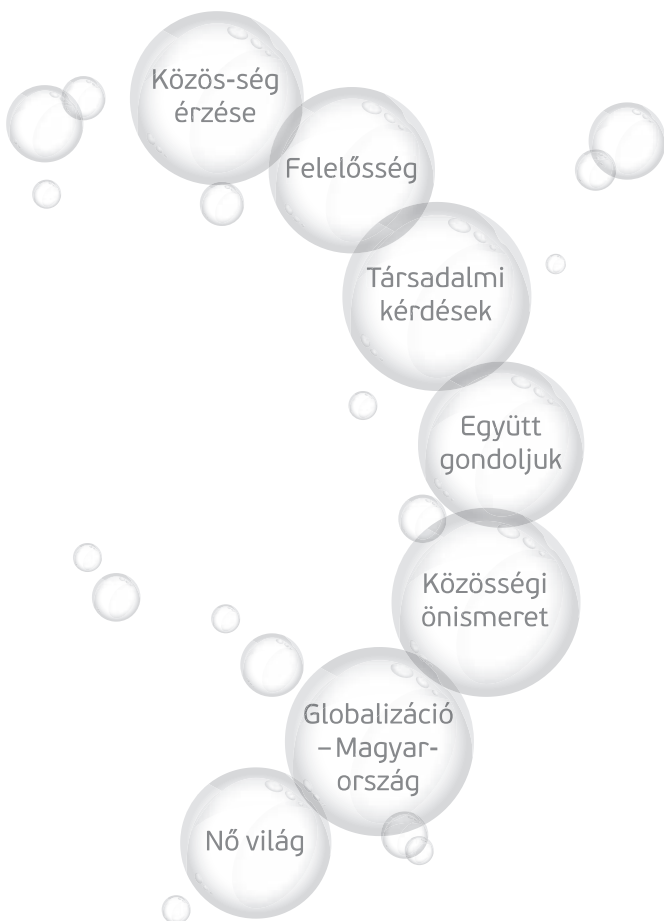 Közös-ség
érzése
Felelősség
Társadalmi
kérdések
Együtt
gondoljuk
Közösségi
önismeret
Globalizáció
– Magyar-
ország
Nő világ